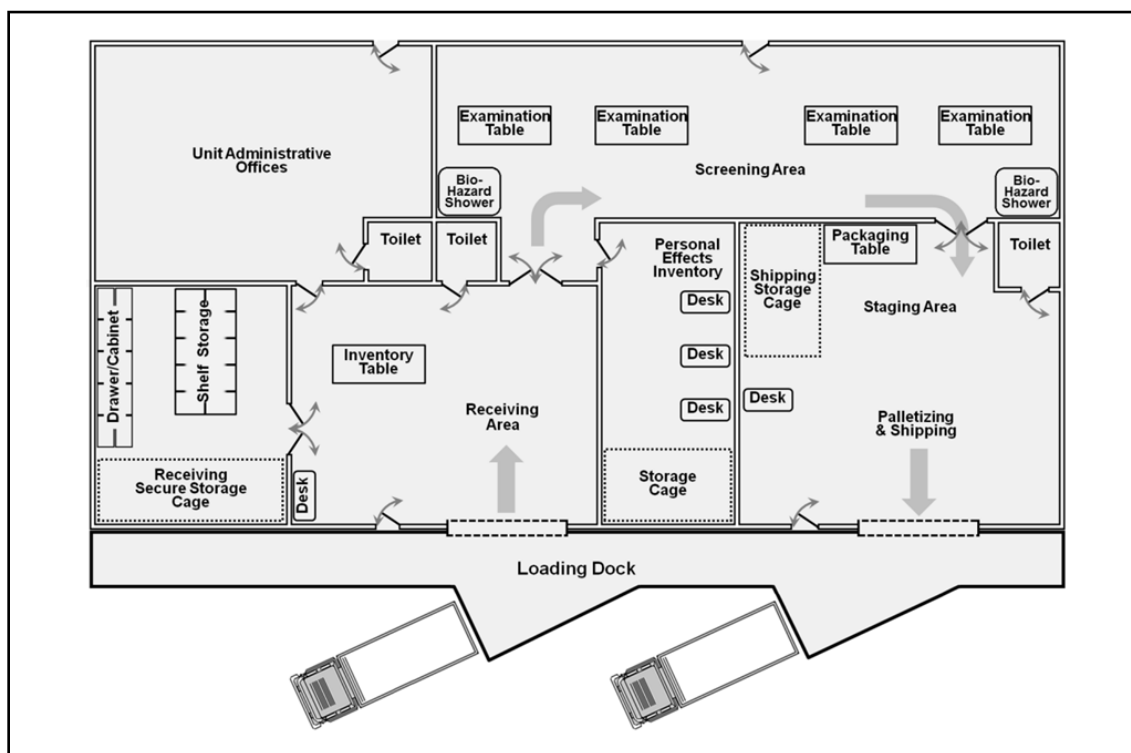 Examination
Table
Examination
Table
Examination
Table
Examination
Table
Unit Administrative
Offices
Screening Area
Bio-
Hazard
Shower
Bio-
Hazard
Shower
Toilet
Toilet
Personal
Effects
Inventory
Packaging
Table
Toilet
Shipping
Storage
Cage
Staging Area
Drawer/Cabinet
Shelf Storage
Desk
Inventory
Table
Desk
Desk
Desk
Receiving
Area
Palletizing
& Shipping
Receiving
Secure Storage
Cage
Desk
Storage
Cage
Loading Dock